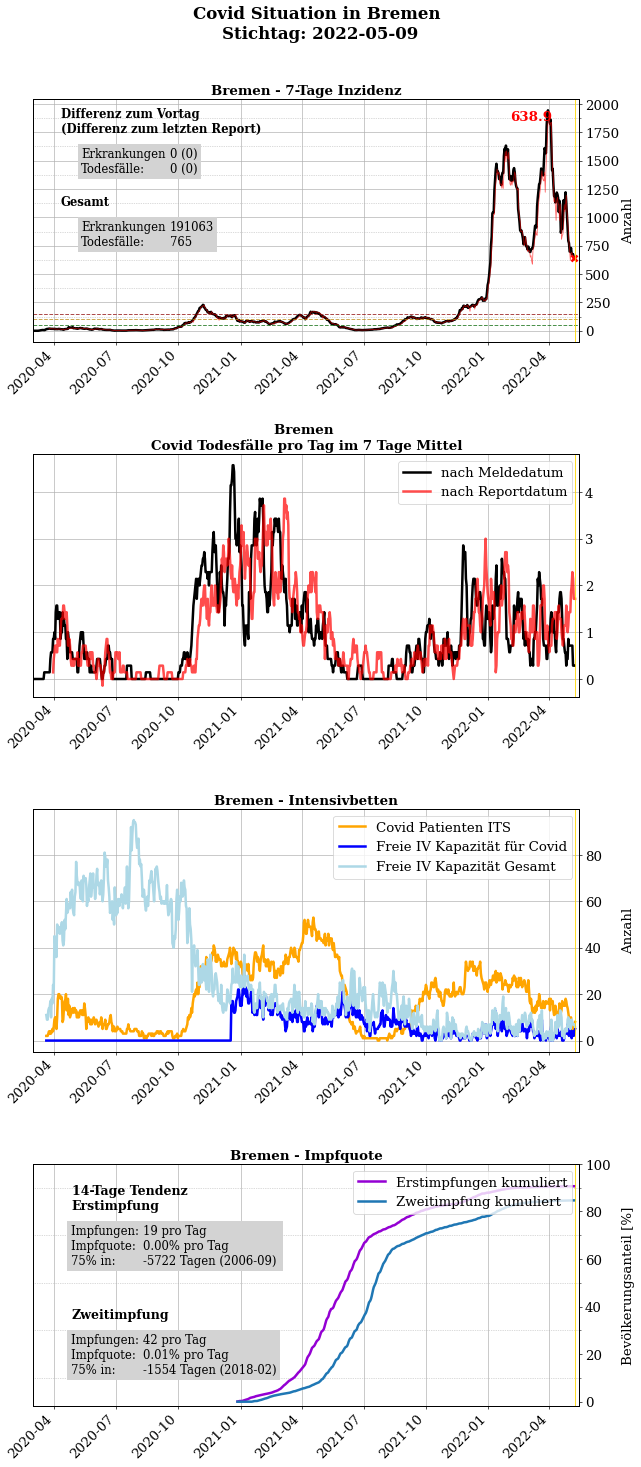 Covid Situation in Bremen
Stichtag: 2022-05-09
Bremen - 7-Tage Inzidenz
Differenz zum Vortag
(Differenz zum letzten Report)
Erkrankungen 0 (0)
Todesfälle: 0 (0)
Gesamt
Erkrankungen 191063
Todesfälle: 765
638.9
2000
1750
1500
1250
1000
750
500
250
0
Anzahl
2020-04
2020-07
2020-10
2021-01
2021-04
2021-07
2021-10
2022-01
2022-04
Bremen
Covid Todesfälle pro Tag im 7 Tage Mittel
nach Meldedatum
nach Reportdatum
4
3
2
1
0
2020-04
2020-07
2020-10
2021-01
2021-04
2021-07
2021-10
2022-01
2022-04
Bremen - Intensivbetten
Covid Patienten ITS
Freie IV Kapazität für Covid
Freie IV Kapazität Gesamt
80
60
40
20
0
Anzahl
2020-04
2020-07
2020-10
2021-01
2021-04
2021-07
2021-10
2022-01
2022-04
Bremen - Impfquote
14-Tage Tendenz
Erstimpfung
Impfungen: 19 pro Tag
Impfquote: 0.00% pro Tag
75% in: -5722 Tagen (2006-09)
Zweitimpfung
Impfungen: 42 pro Tag
Impfquote: 0.01% pro Tag
75% in: -1554 Tagen (2018-02)
Erstimpfungen kumuliert
Zweitimpfung kumuliert
100
80
60
40
20
0
Bevölkerungsanteil [%]
2020-04
2020-07
2020-10
2021-01
2021-04
2021-07
2021-10
2022-01
2022-04